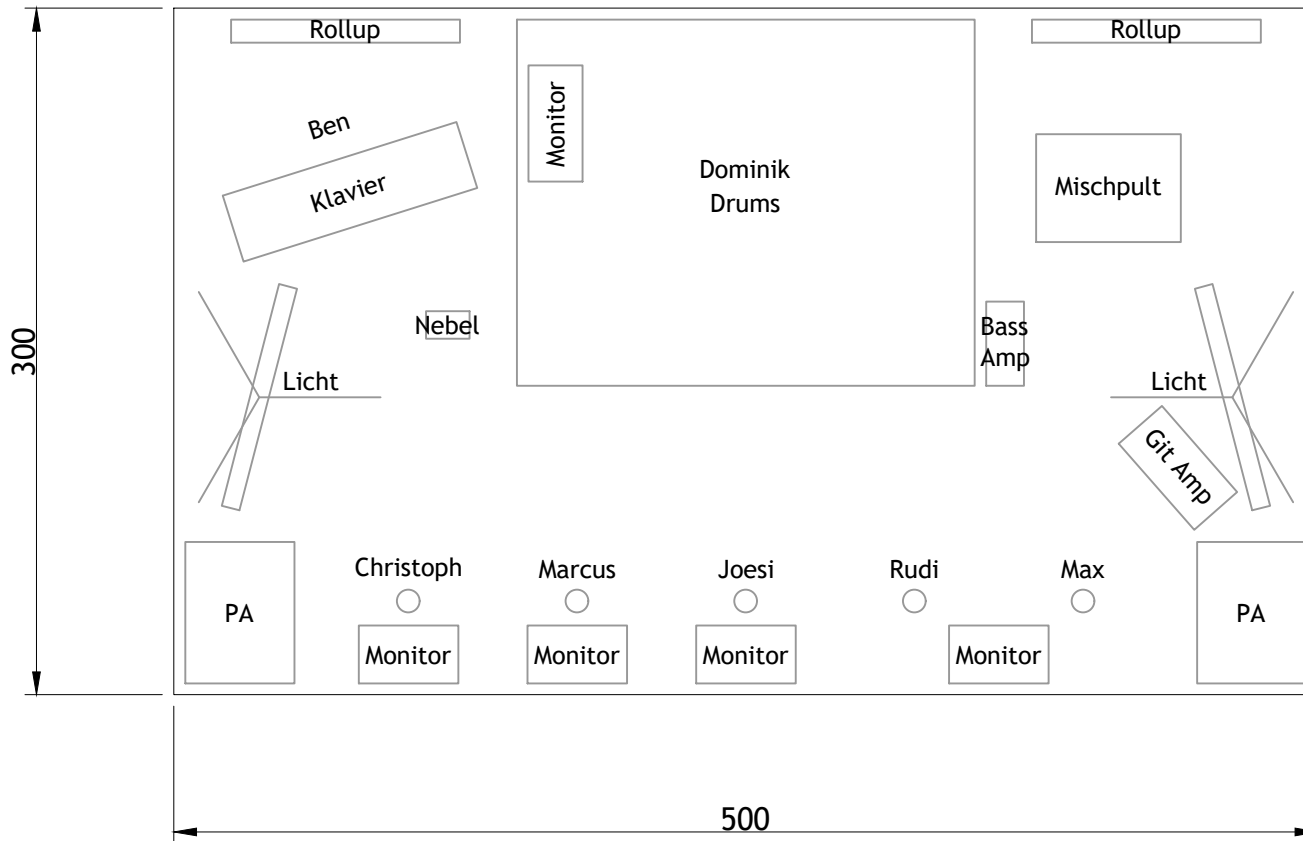 Rollup
Rollup
Ben
Monitor
Klavier
Dominik
Drums
Mischpult
300
Nebel
Bass
Amp
Licht
Licht
Git Amp
Christoph
Marcus
Joesi
Rudi
Max
PA
PA
Monitor
Monitor
Monitor
Monitor
500